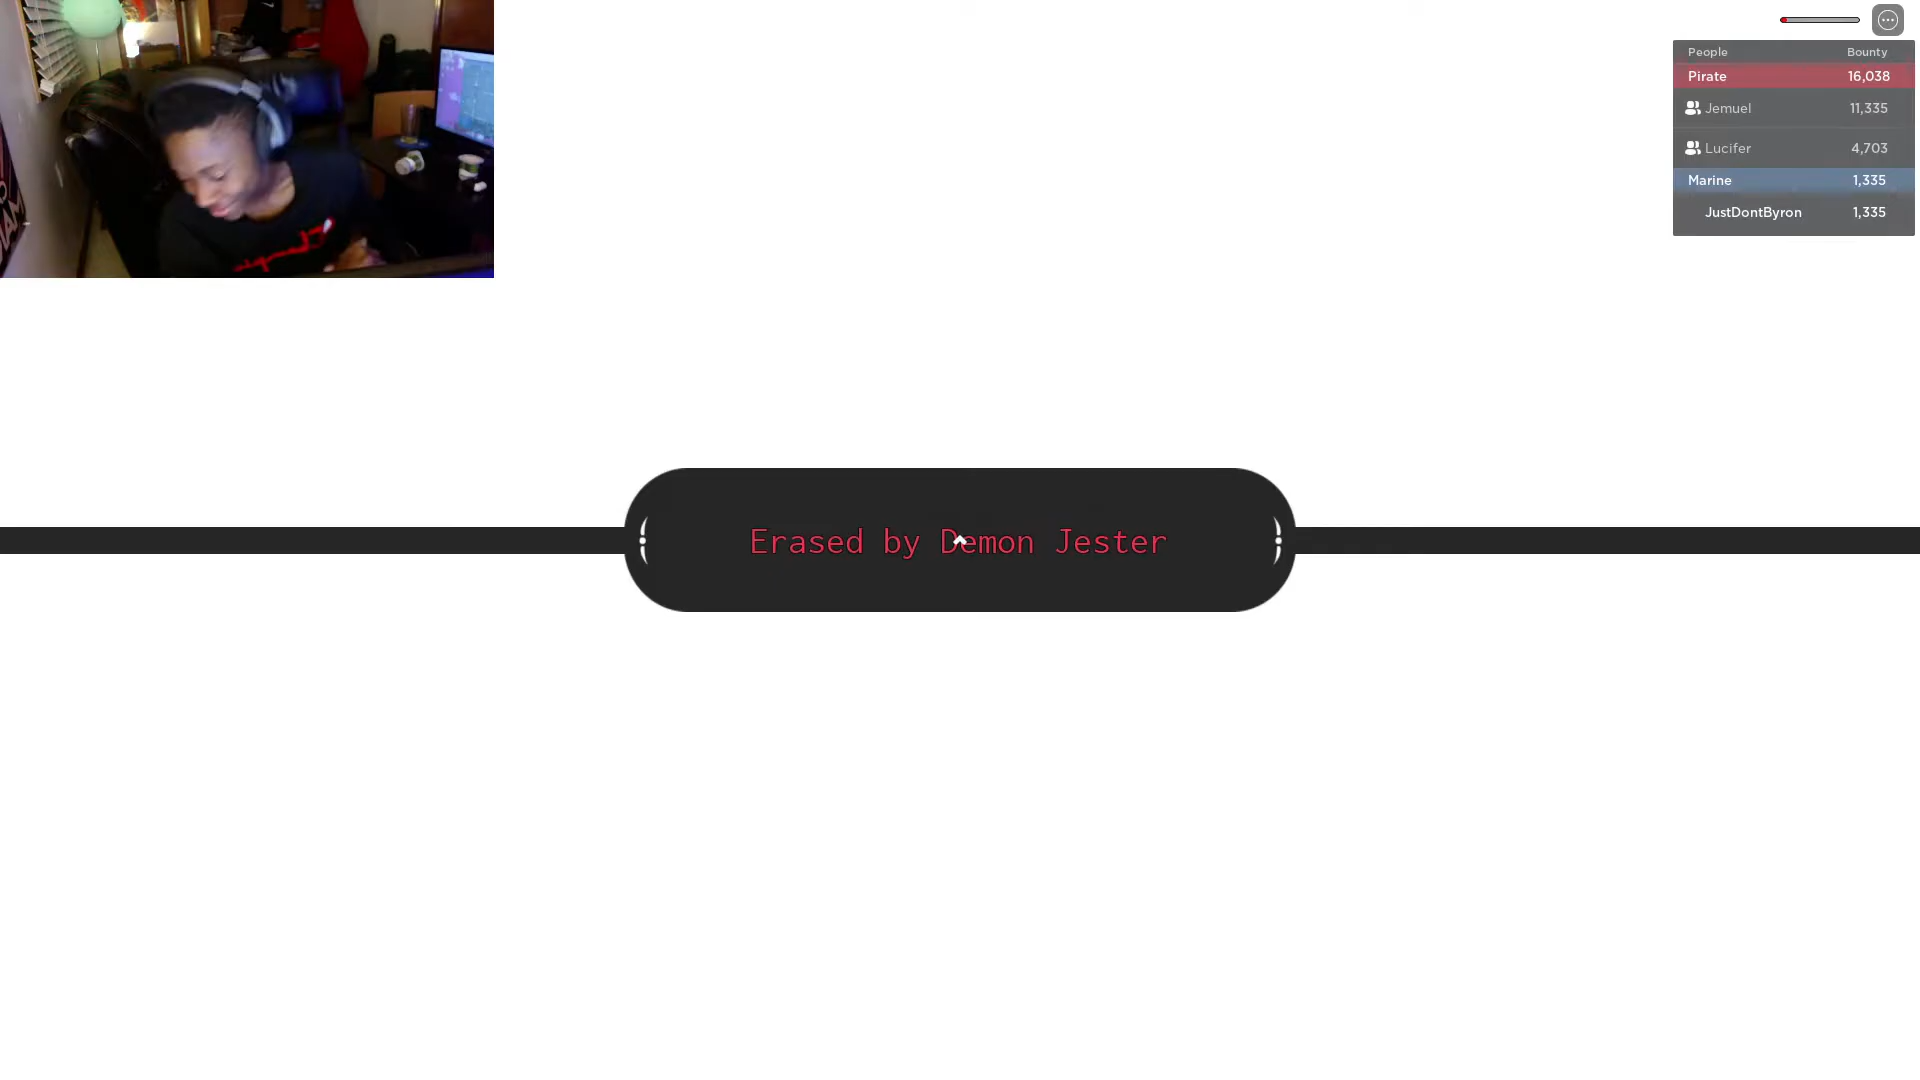 People Bounty
Pirate 16,038
Jemuel 11,335
Lucifer 4,703
Marine 1,335
JustDontByron 1,335
Erased by Demon Jester